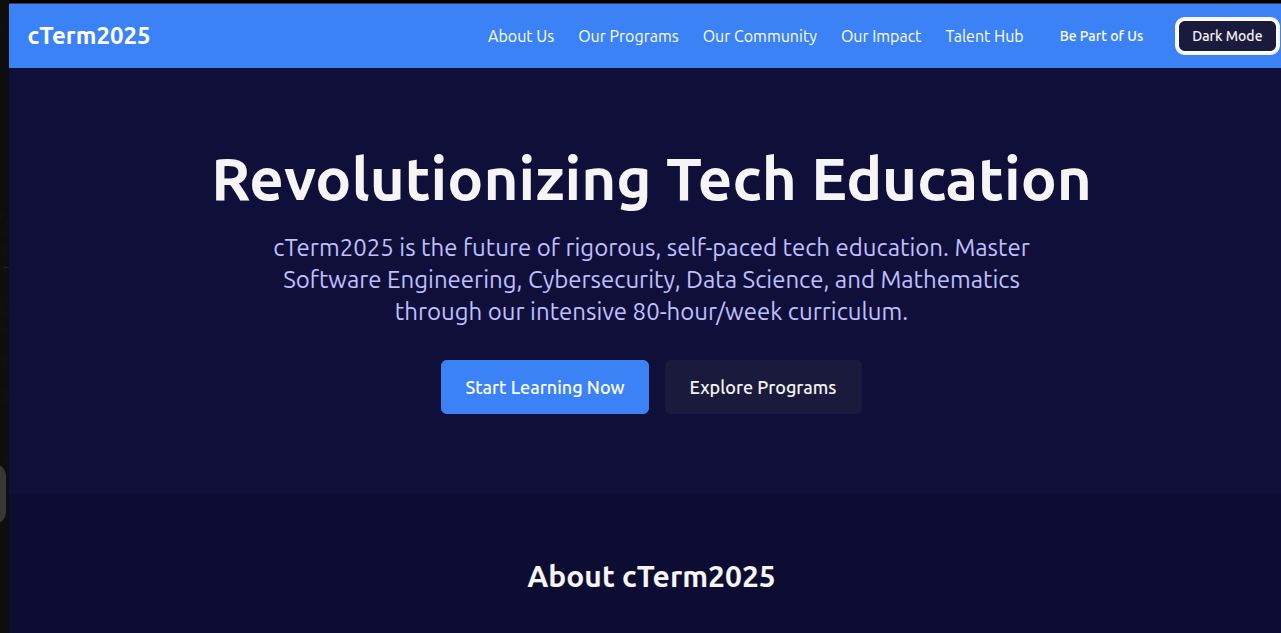 cTerm2025
About Us
Our Programs
Our Community
Our Impact
Talent Hub
Be Part of Us
Dark Mode
Revolutionizing Tech Education
cTerm2025 is the future of rigorous, self-paced tech education. Master
Software Engineering, Cybersecurity, Data Science, and Mathematics
through our intensive 80-hour/week curriculum.
Start Learning Now
Explore Programs
About cTerm2025